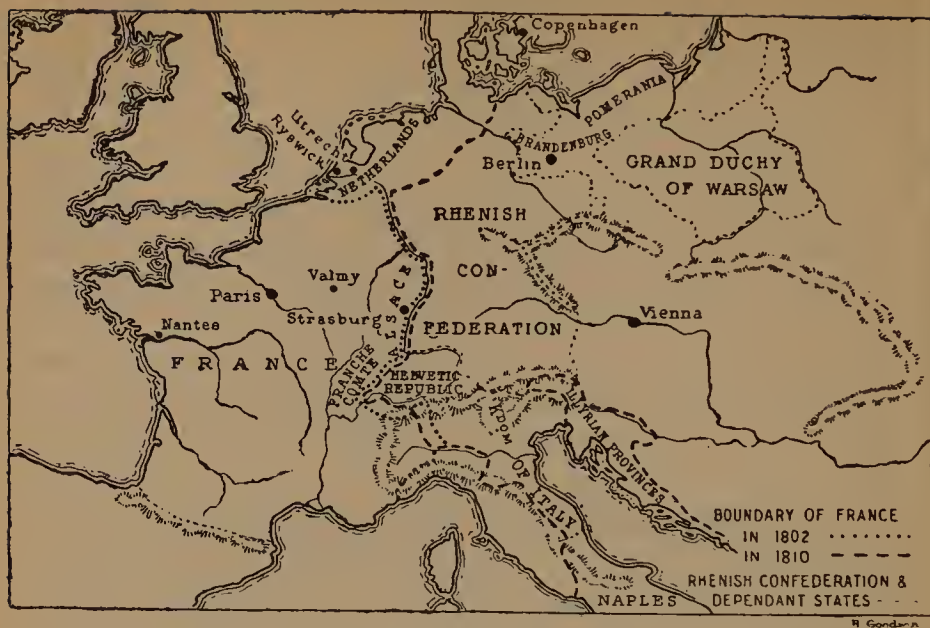 Copenhagen
POMERANIA
BRANDENBURG
Berlin
GRAND DUCHY
OF WARSAW
Utrecht
Ryswick
NETHERLANDS
RHENISH
CON-
FEDERATION
Valmy
Paris
Strasburg
ALSACE
Vienna
Nantes
FRANCE
FRANCHE
COMTE
HELVETIC
REPUBLIC
ILLYRIAN PROVINCES
OF ITALY
NAPLES
BOUNDARY OF FRANCE
IN 1802
IN 1810
RHENISH CONFEDERATION &
DEPENDANT STATES